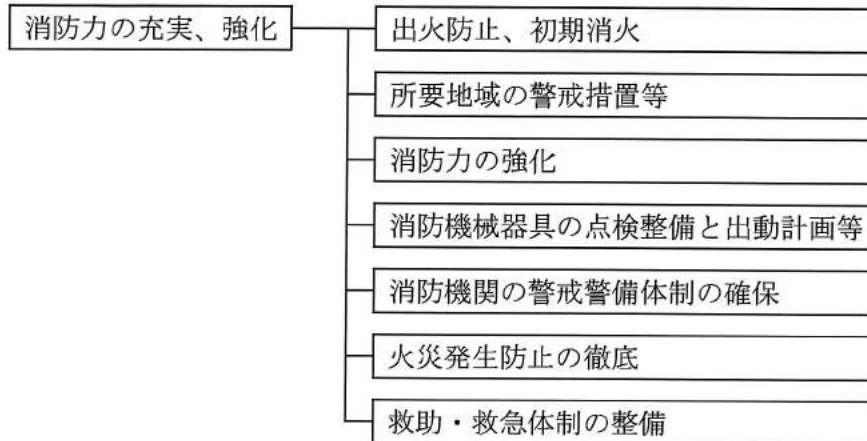 消防力の充実、強化
出火防止、初期消火
所要地域の警戒措置等
消防力の強化
消防機械器具の点検整備と出動計画等
消防機関の警戒警備体制の確保
火災発生防止の徹底
救助・救急体制の整備